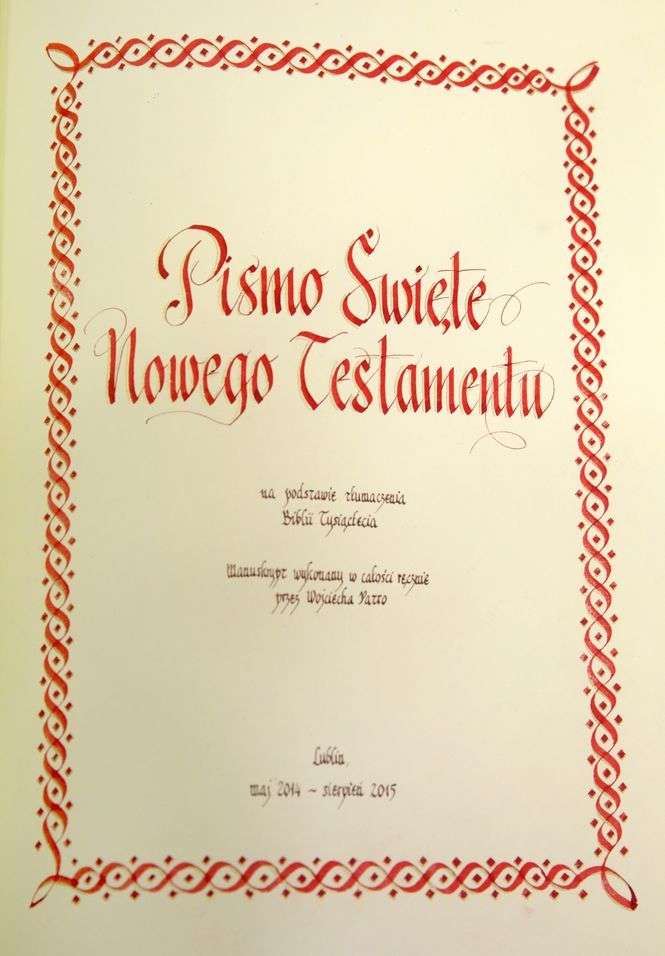 Pismo Święte
Nowego Testamentu
na podstawie tłumaczenia
Biblii Tysiąclecia
Manuskrypt wykonany w całości ręcznie
przez Wojciecha Yatro
Lublin,
maj 2014 ~ sierpień 2015